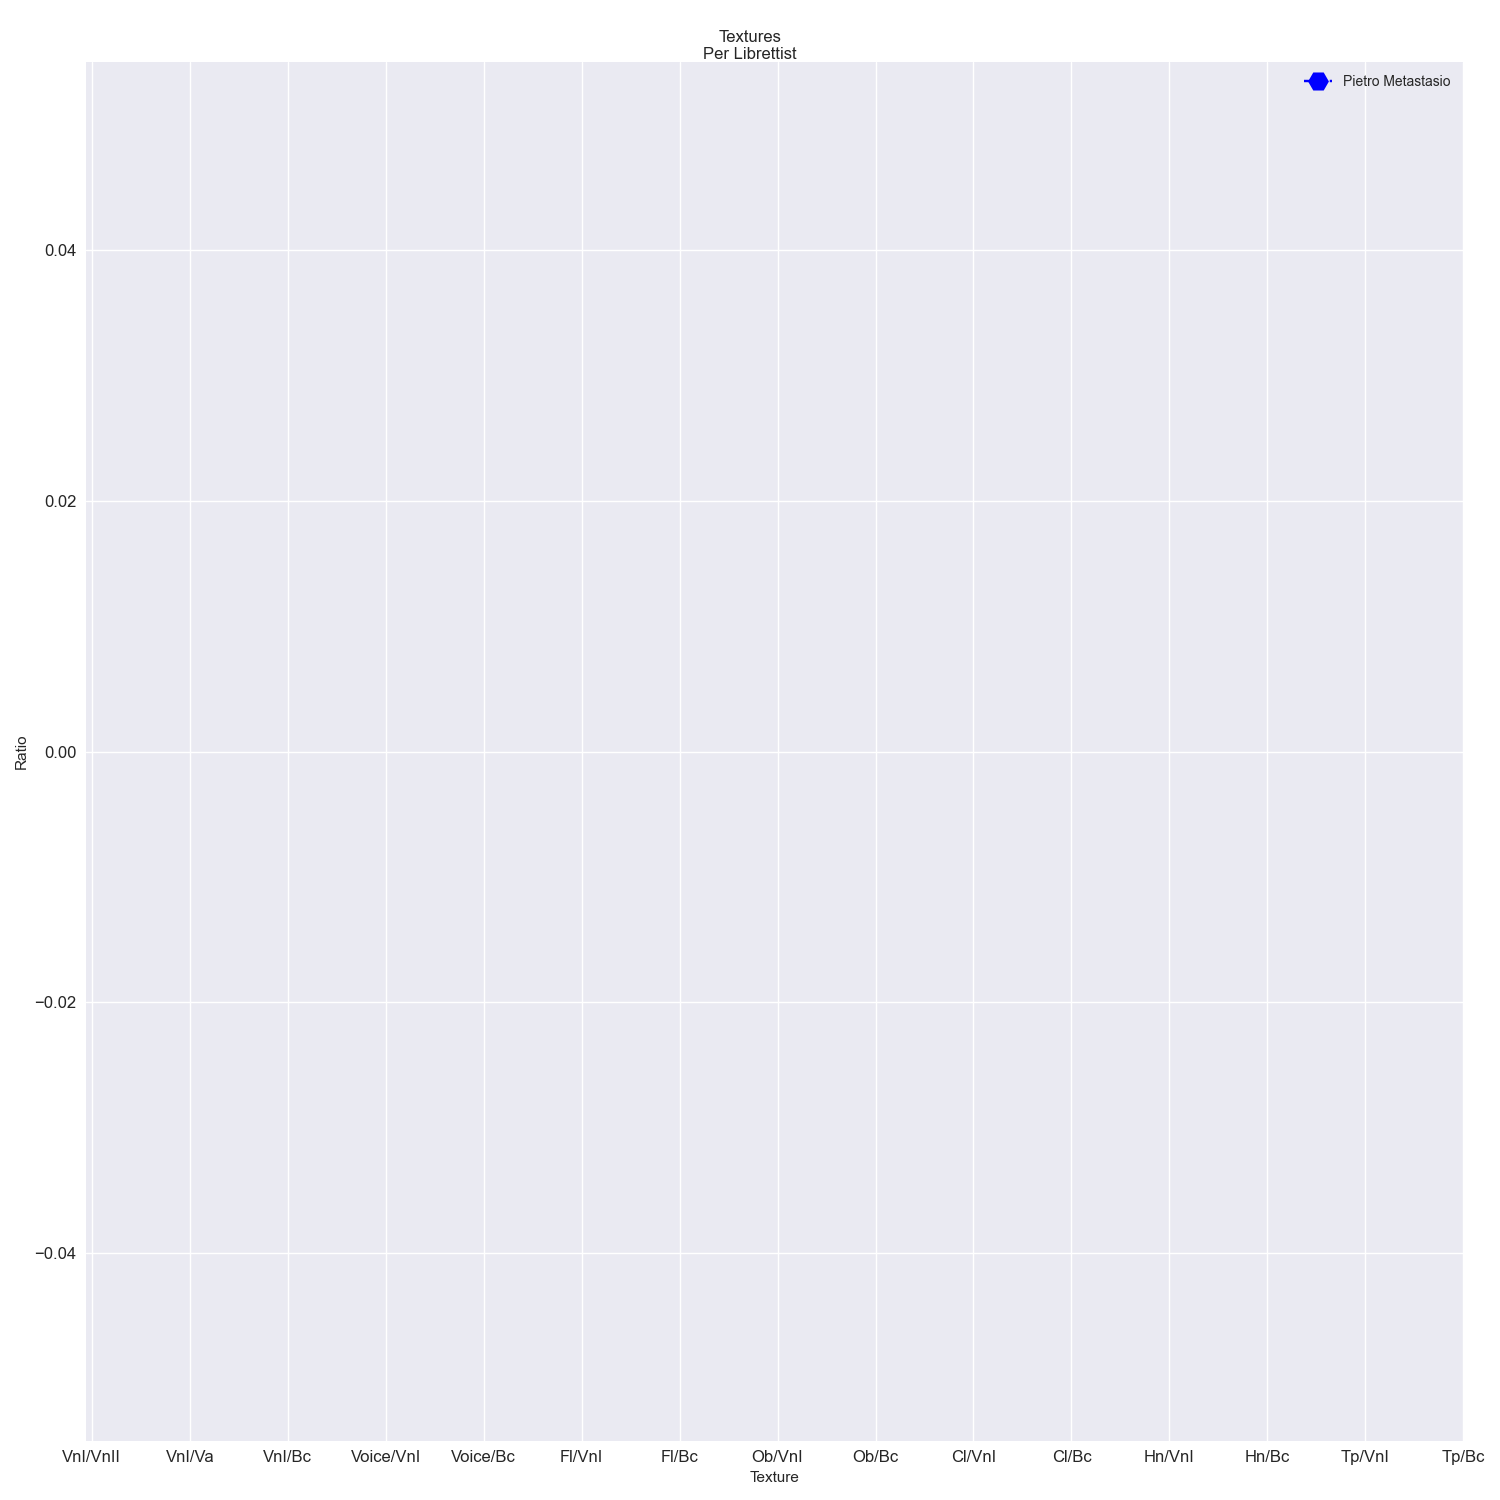 Textures
Per Librettist
Pietro Metastasio
0.04
0.02
0.00
−0.02
−0.04
Ratio
VnI/VnII VnI/Va VnI/Bc Voice/VnI Voice/Bc Fl/VnI Fl/Bc Ob/VnI Ob/Bc Cl/VnI Cl/Bc Hn/VnI Hn/Bc Tp/VnI Tp/Bc
Texture